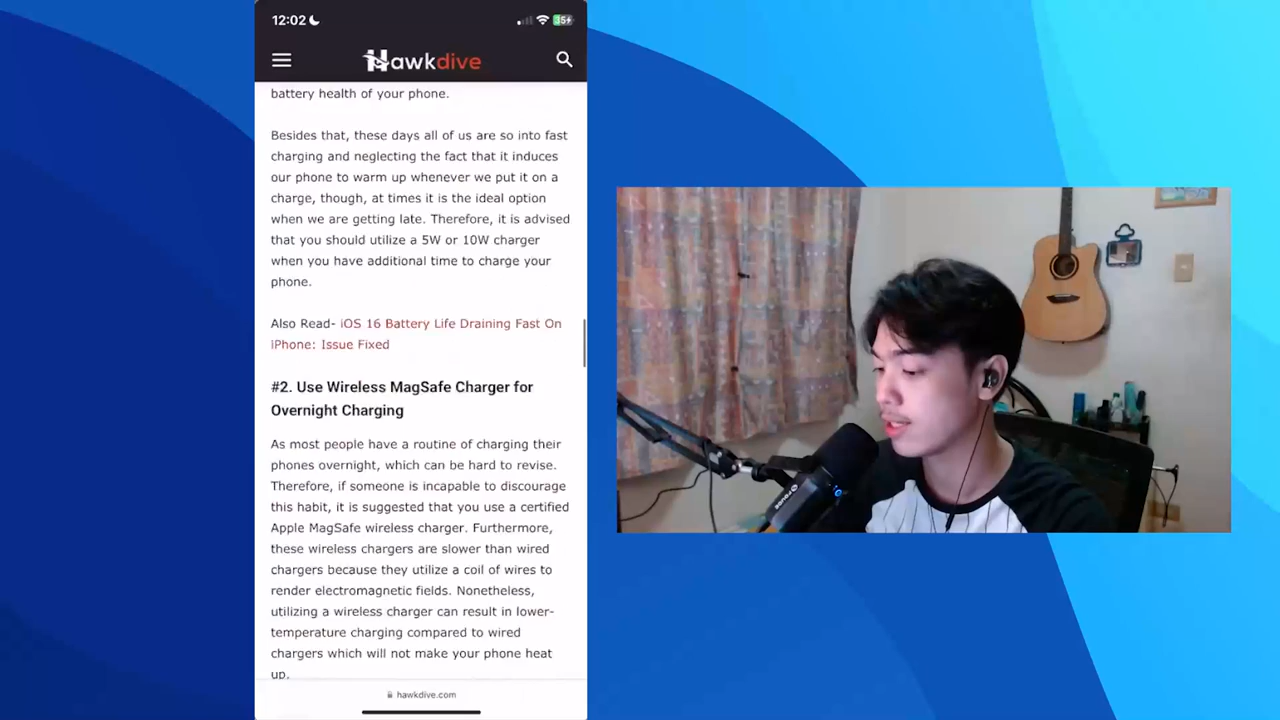 12:02
35
Hawkdive
battery health of your phone.
Besides that, these days all of us are so into fast
charging and neglecting the fact that it induces
our phone to warm up whenever we put it on a
charge, though, at times it is the ideal option
when we are getting late. Therefore, it is advised
that you should utilize a 5W or 10W charger
when you have additional time to charge your
phone.
Also Read- iOS 16 Battery Life Draining Fast On
iPhone: Issue Fixed
#2. Use Wireless MagSafe Charger for
Overnight Charging
As most people have a routine of charging their
phones overnight, which can be hard to revise.
Therefore, if someone is incapable to discourage
this habit, it is suggested that you use a certified
Apple MagSafe wireless charger. Furthermore,
these wireless chargers are slower than wired
chargers because they utilize a coil of wires to
render electromagnetic fields. Nonetheless,
utilizing a wireless charger can result in lower-
temperature charging compared to wired
chargers which will not make your phone heat
up.
hawkdive.com